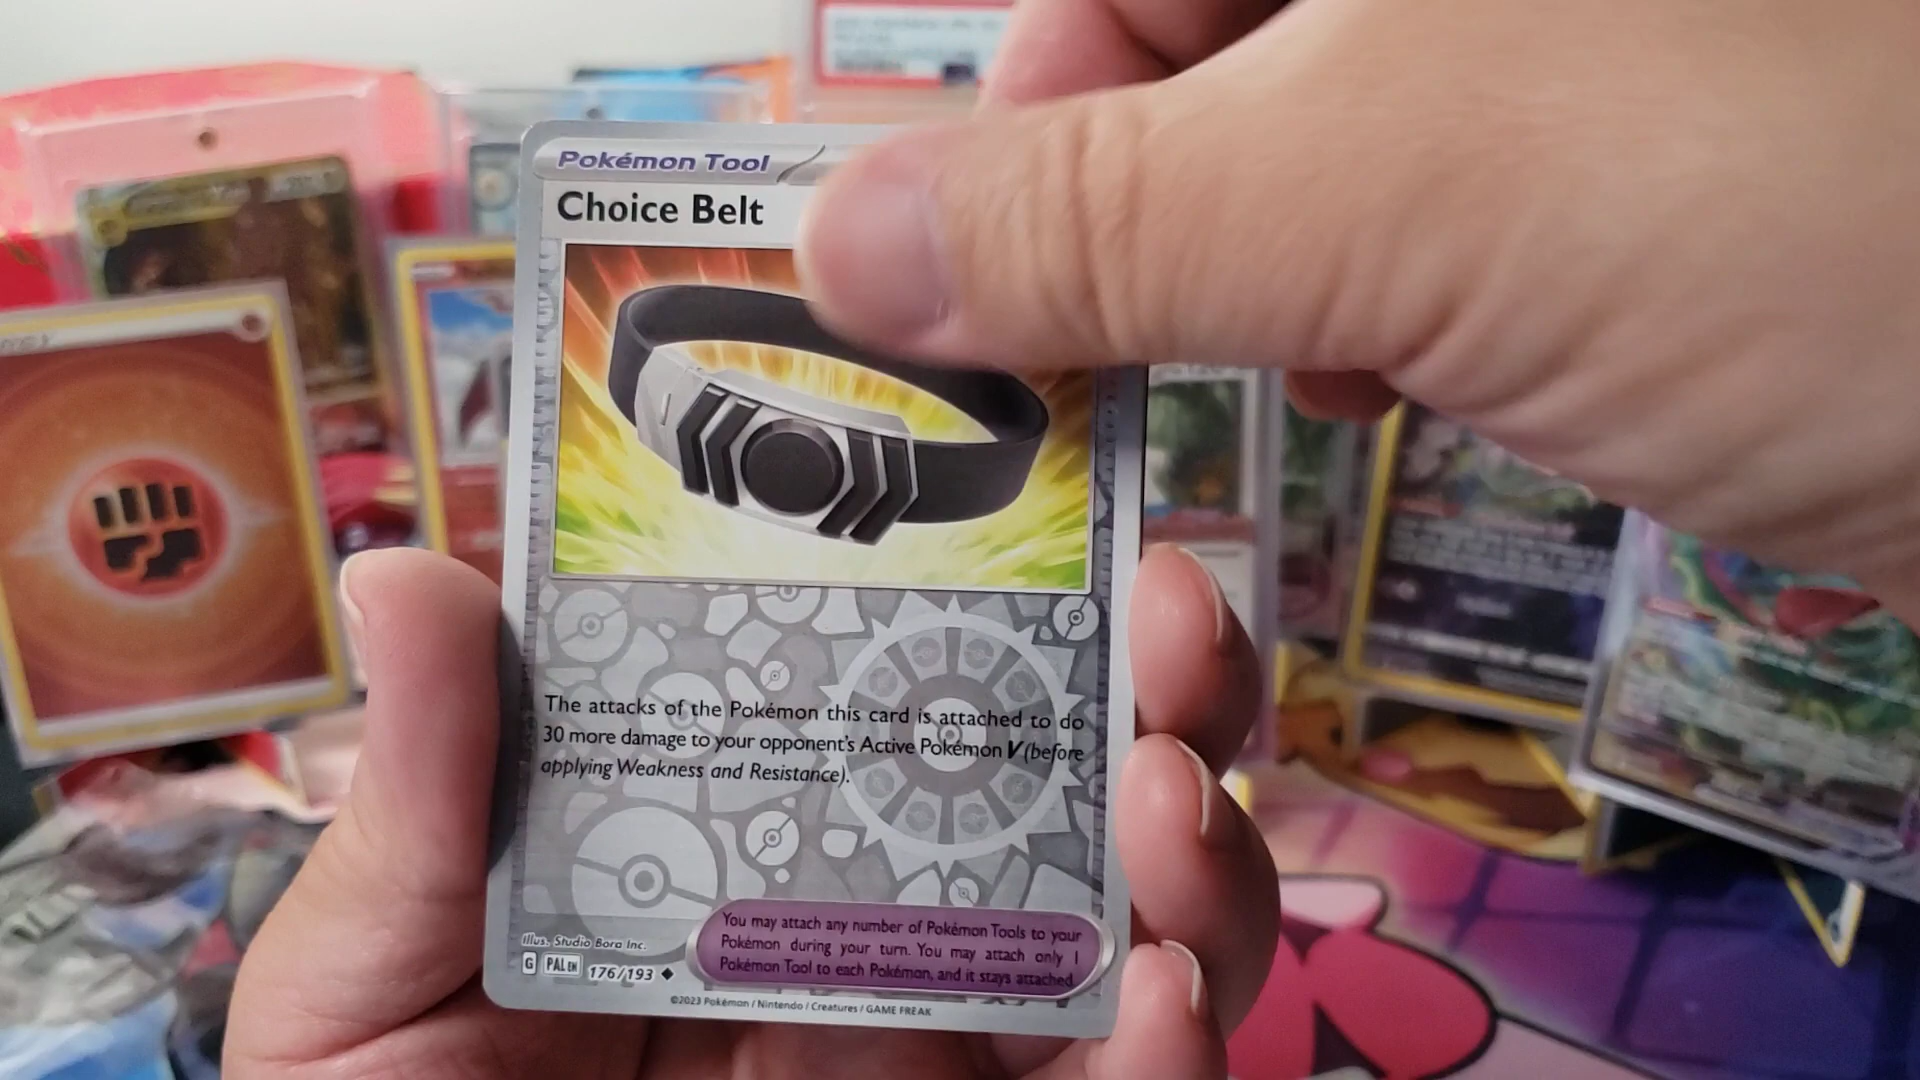 Pokémon Tool
Choice Belt
The attacks of the Pokémon this card is attached to do
30 more damage to your opponent's Active Pokémon V (before
applying Weakness and Resistance).
You may attach any number of Pokémon Tools to your
Pokémon during your turn. You may attach only 1
Pokémon Tool to each Pokémon, and it stays attached.
Illus. Studio Bora Inc.
G PAL EN 176/193
©2023 Pokémon / Nintendo / Creatures / GAME FREAK